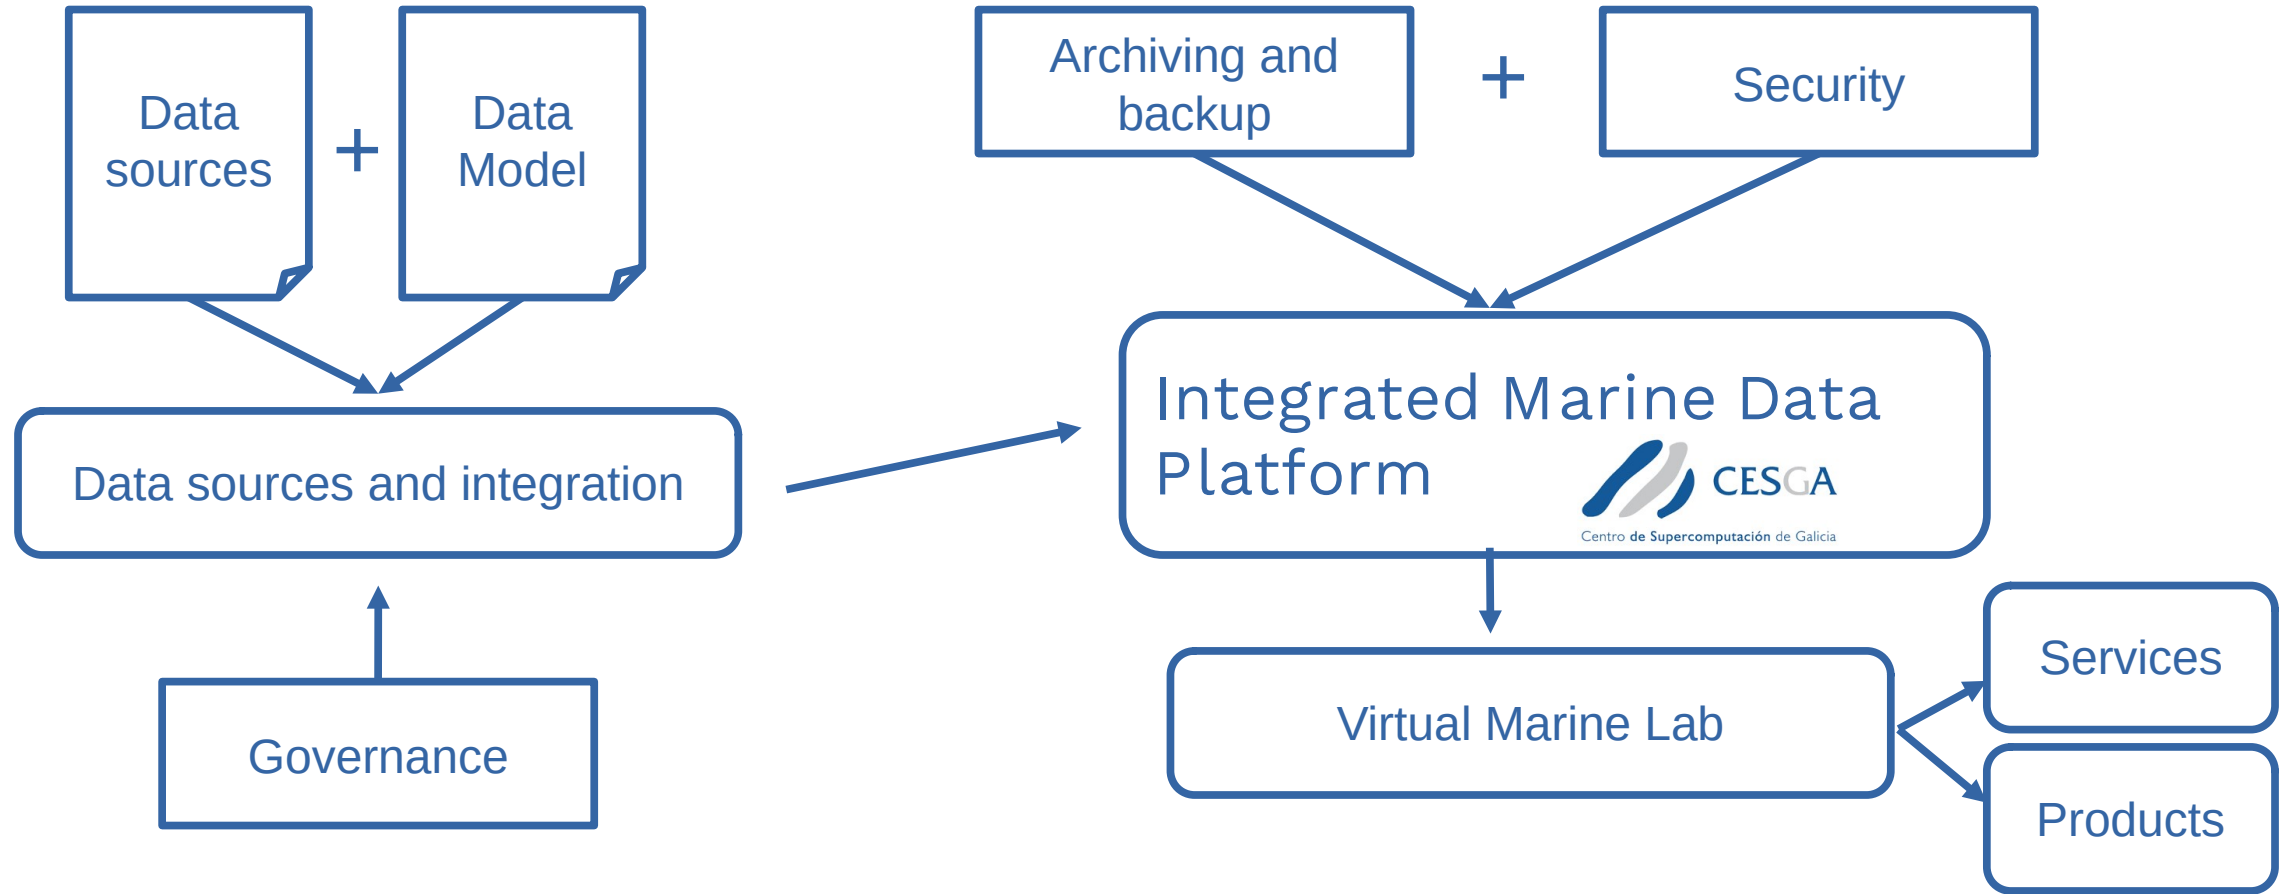 Data
sources
+
Data
Model
Archiving and
backup
+
Security
Data sources and integration
Integrated Marine Data
Platform
CESGA
Centro de Supercomputación de Galicia
Governance
Virtual Marine Lab
Services
Products